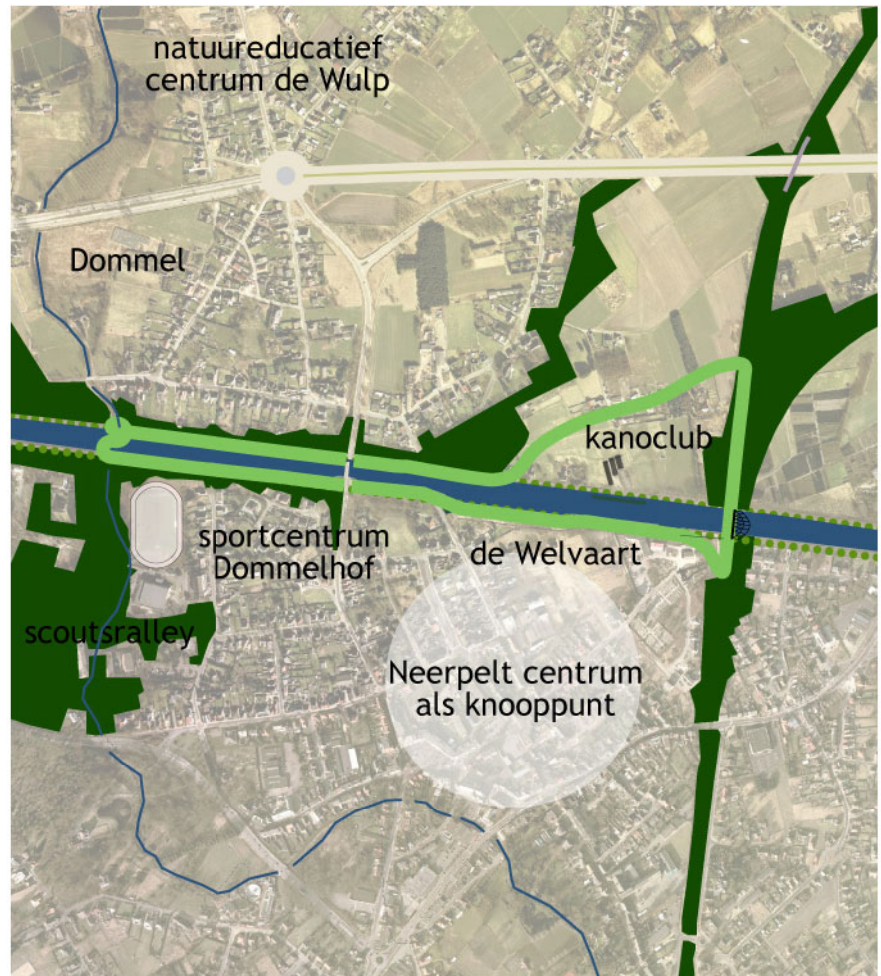 natuureducatief
centrum de Wulp
Dommel
kanoclub
sportcentrum
Dommelhof
de Welvaart
scoutsralley
Neerpelt centrum
als knooppunt